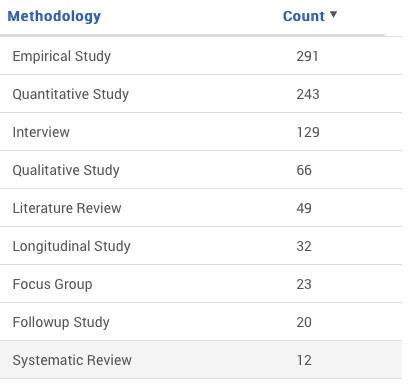 Methodology Count ▼
Empirical Study 291
Quantitative Study 243
Interview 129
Qualitative Study 66
Literature Review 49
Longitudinal Study 32
Focus Group 23
Followup Study 20
Systematic Review 12